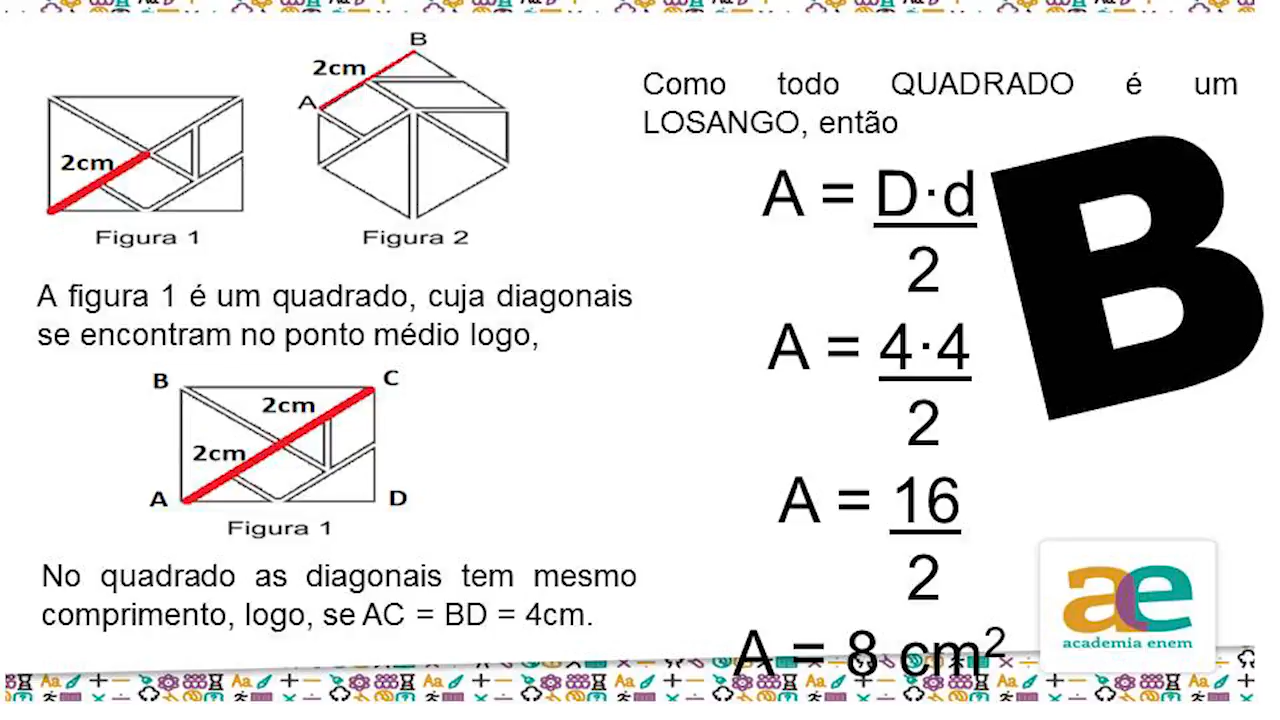 B
2cm
A
2cm
Figura 1
Figura 2
A figura 1 é um quadrado, cuja diagonais
se encontram no ponto médio logo,
B
C
2cm
2cm
A
D
Figura 1
No quadrado as diagonais tem mesmo
comprimento, logo, se AC = BD = 4cm.
Como todo QUADRADO é um
LOSANGO, então
A = D·d
2
A = 4·4
2
A = 16
2
A = 8 cm²
B
ae
academia enem